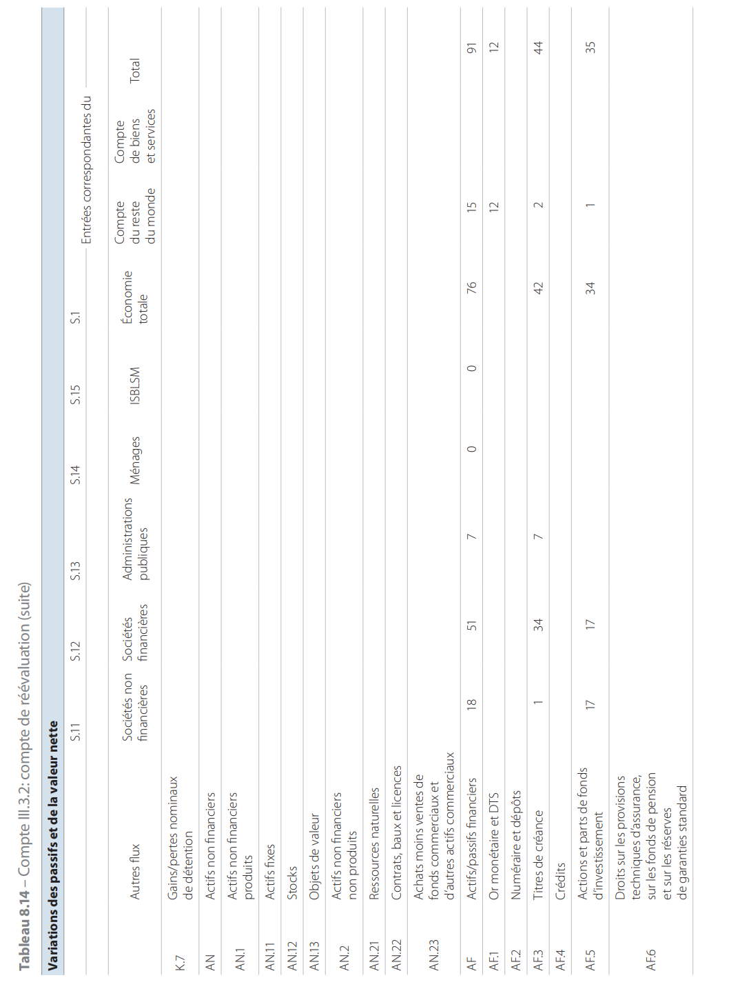 Tableau 8.14 – Compte III.3.2: compte de réévaluation (suite)
Variations des passifs et de la valeur nette
S.11 S.12 S.13 S.14 S.15 S.1
Entrées correspondantes du
Autres flux Sociétés non financières Sociétés financières Administrations publiques Ménages ISBLSM Économie totale Compte du reste du monde Compte de biens et services Total
K.7 Gains/pertes nominaux
de détention
AN Actifs non financiers
AN.1 Actifs non financiers
produits
AN.11 Actifs fixes
AN.12 Stocks
AN.13 Objets de valeur
AN.2 Actifs non financiers
non produits
AN.21 Ressources naturelles
AN.22 Contrats, baux et licences
AN.23 Achats moins ventes de
fonds commerciaux et
d'autres actifs commerciaux
AF Actifs/passifs financiers 18 51 7 0 0 76 15 91
AF.1 Or monétaire et DTS 12 12
AF.2 Numéraire et dépôts
AF.3 Titres de créance 1 34 7 42 2 44
AF.4 Crédits
AF.5 Actions et parts de fonds
d'investissement 17 17 34 1 35
AF.6 Droits sur les provisions
techniques d'assurance,
sur les fonds de pension
et sur les réserves
de garanties standard